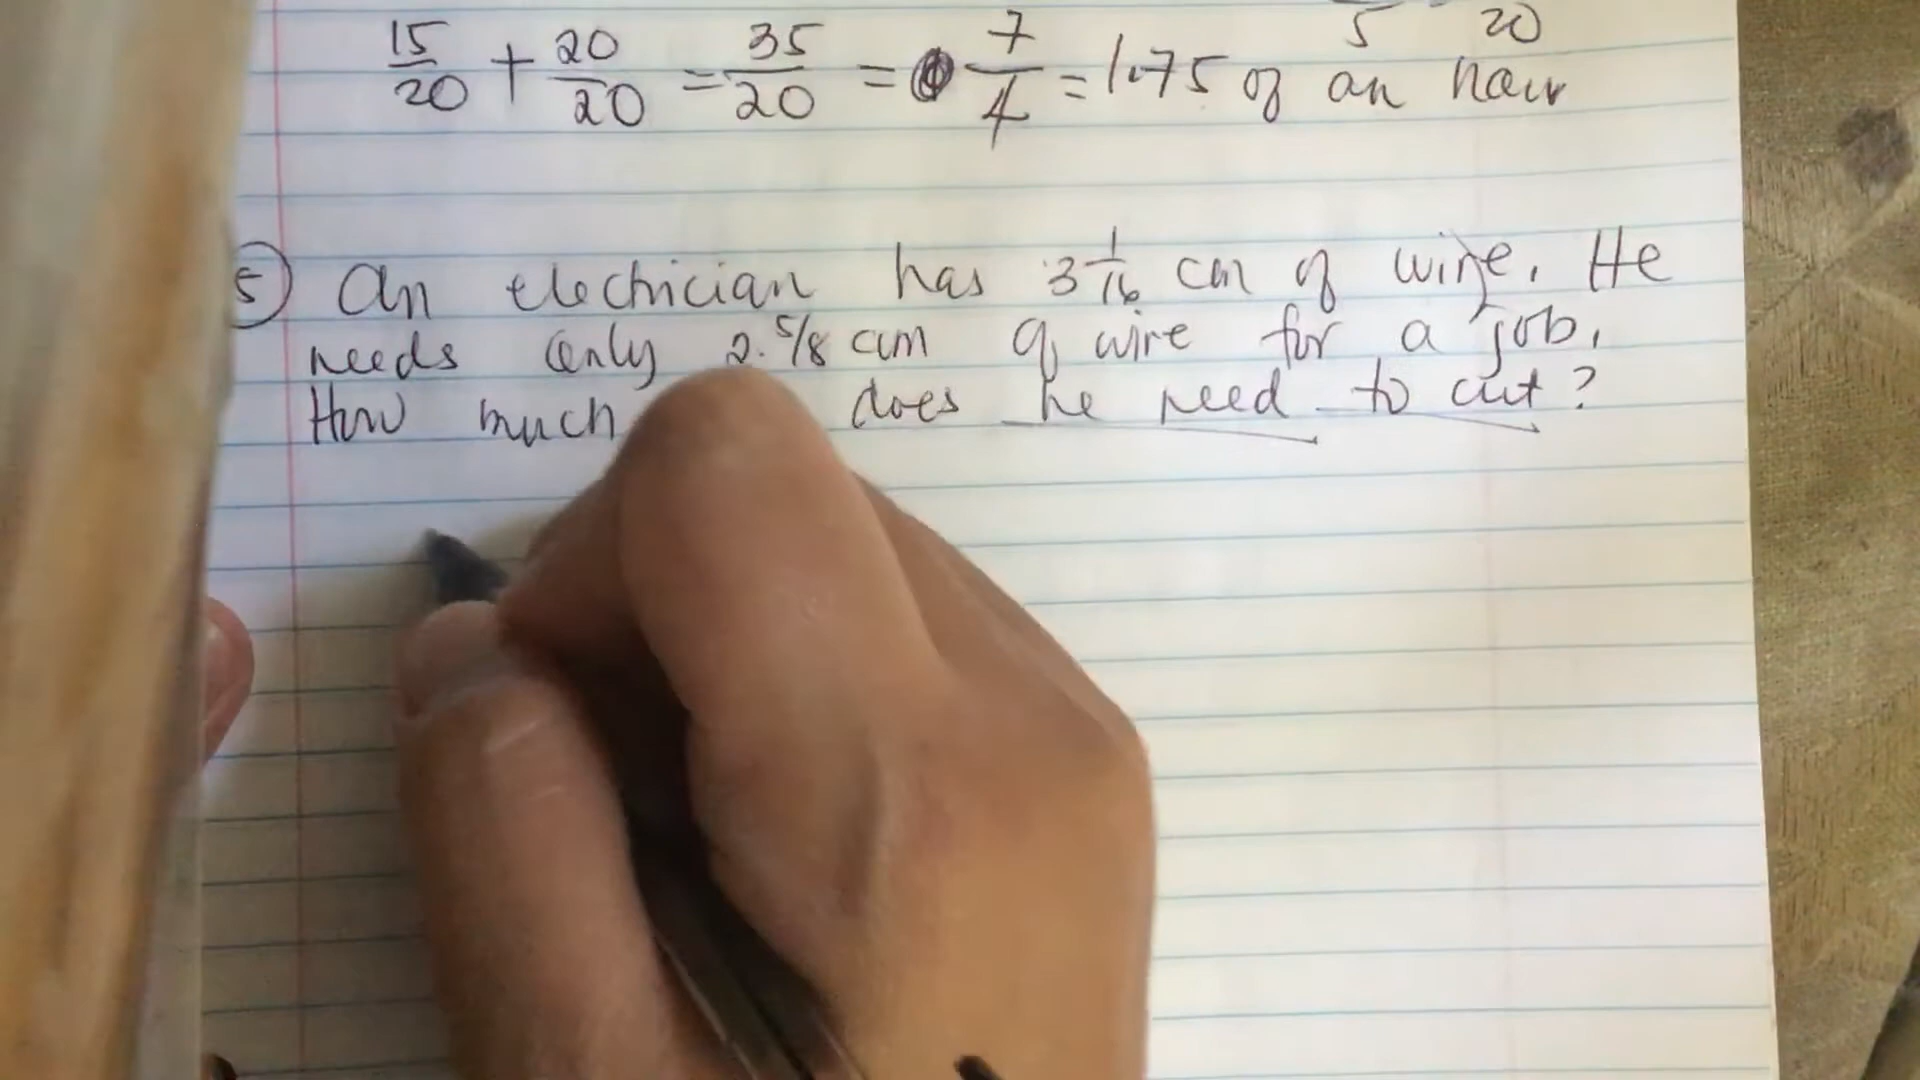 5 20
15/20 + 20/20 = 35/20 = 7/4 = 1.75 of an hour
5) An electrician has 3 1/16 cm of wire. He
needs only 2.5/8 cm of wire for a job.
How much does he need to cut?